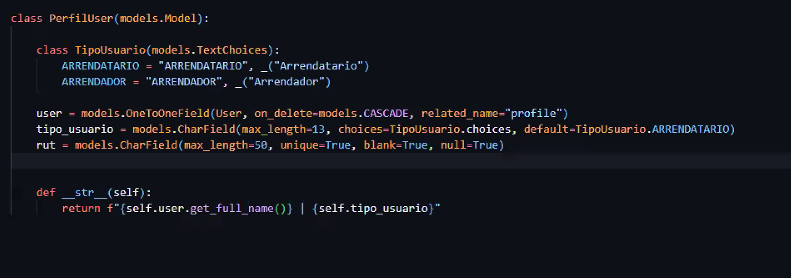 class PerfilUser(models.Model):
class TipoUsuario(models.TextChoices):
ARRENDATARIO = "ARRENDATARIO", _("Arrendatario")
ARRENDADOR = "ARRENDADOR", _("Arrendador")
user = models.OneToOneField(User, on_delete=models.CASCADE, related_name="profile")
tipo_usuario = models.CharField(max_length=13, choices=TipoUsuario.choices, default=TipoUsuario.ARRENDATARIO)
rut = models.CharField(max_length=50, unique=True, blank=True, null=True)
def __str__(self):
return f"{self.user.get_full_name()} | {self.tipo_usuario}"